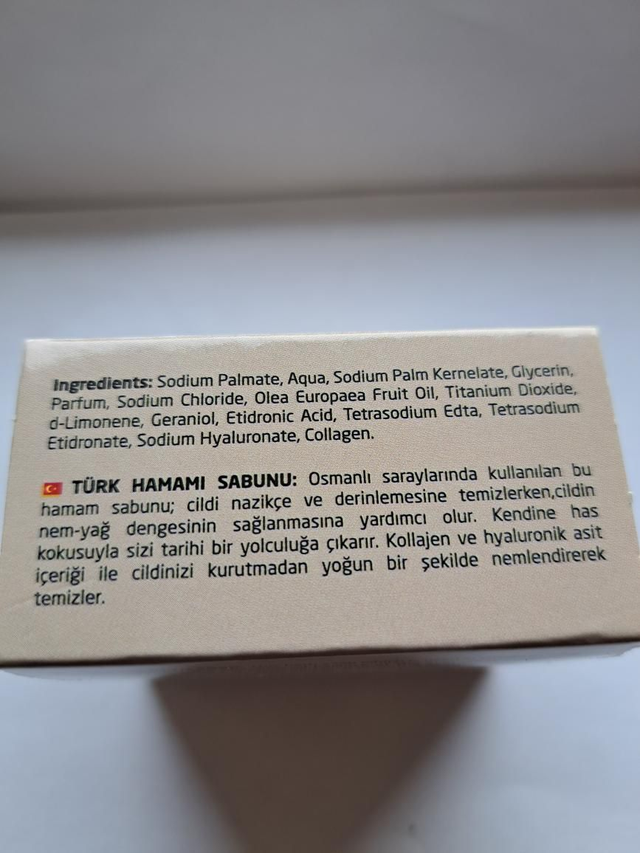 Ingredients: Sodium Palmate, Aqua, Sodium Palm Kernelate, Glycerin,
Parfum, Sodium Chloride, Olea Europaea Fruit Oil, Titanium Dioxide,
d-Limonene, Geraniol, Etidronic Acid, Tetrasodium Edta, Tetrasodium
Etidronate, Sodium Hyaluronate, Collagen.
TÜRK HAMAMI SABUNU: Osmanlı saraylarında kullanılan bu
hamam sabunu; cildi nazikçe ve derinlemesine temizlerken,cildin
nem-yağ dengesinin sağlanmasına yardımcı olur. Kendine has
kokusuyla sizi tarihi bir yolculuğa çıkarır. Kollajen ve hyaluronik asit
içeriği ile cildinizi kurutmadan yoğun bir şekilde nemlendirerek
temizler.